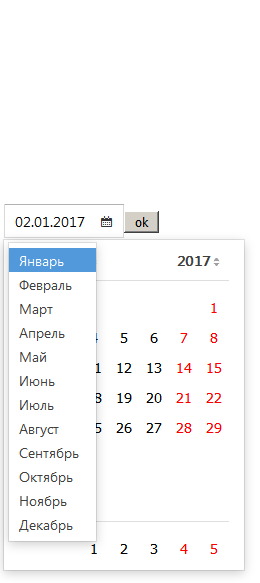 02.01.2017 ok
Январь 2017
Февраль
Март 1
Апрель 5 6 7 8
Май 12 13 14 15
Июнь
Июль 19 20 21 22
Август 26 27 28 29
Сентябрь
Октябрь
Ноябрь
Декабрь 1 2 3 4 5